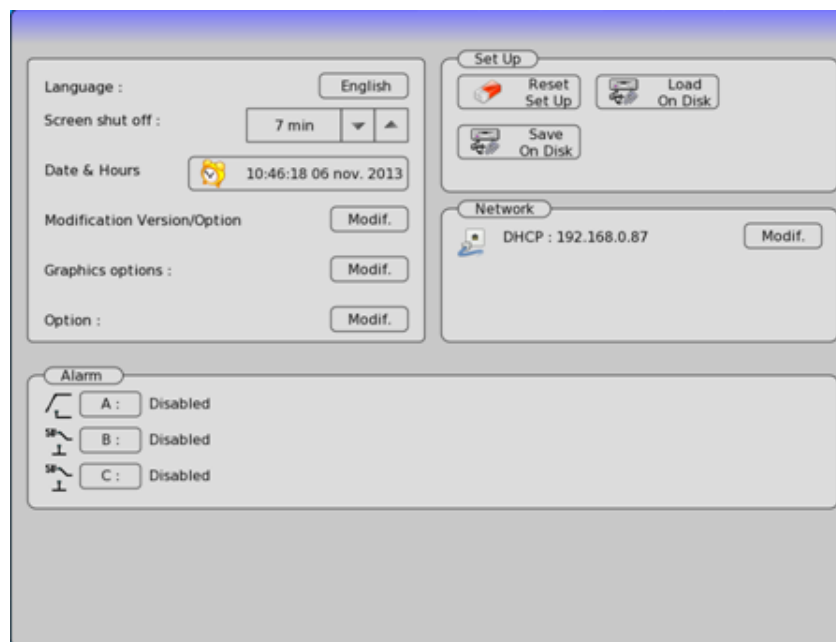 Language :
English
Screen shut off :
7 min
Date & Hours
10:46:18 06 nov. 2013
Modification Version/Option
Modif.
Graphics options :
Modif.
Option :
Modif.
Set Up
Reset
Set Up
Load
On Disk
Save
On Disk
Network
DHCP : 192.168.0.87
Modif.
Alarm
A :
Disabled
B :
Disabled
C :
Disabled